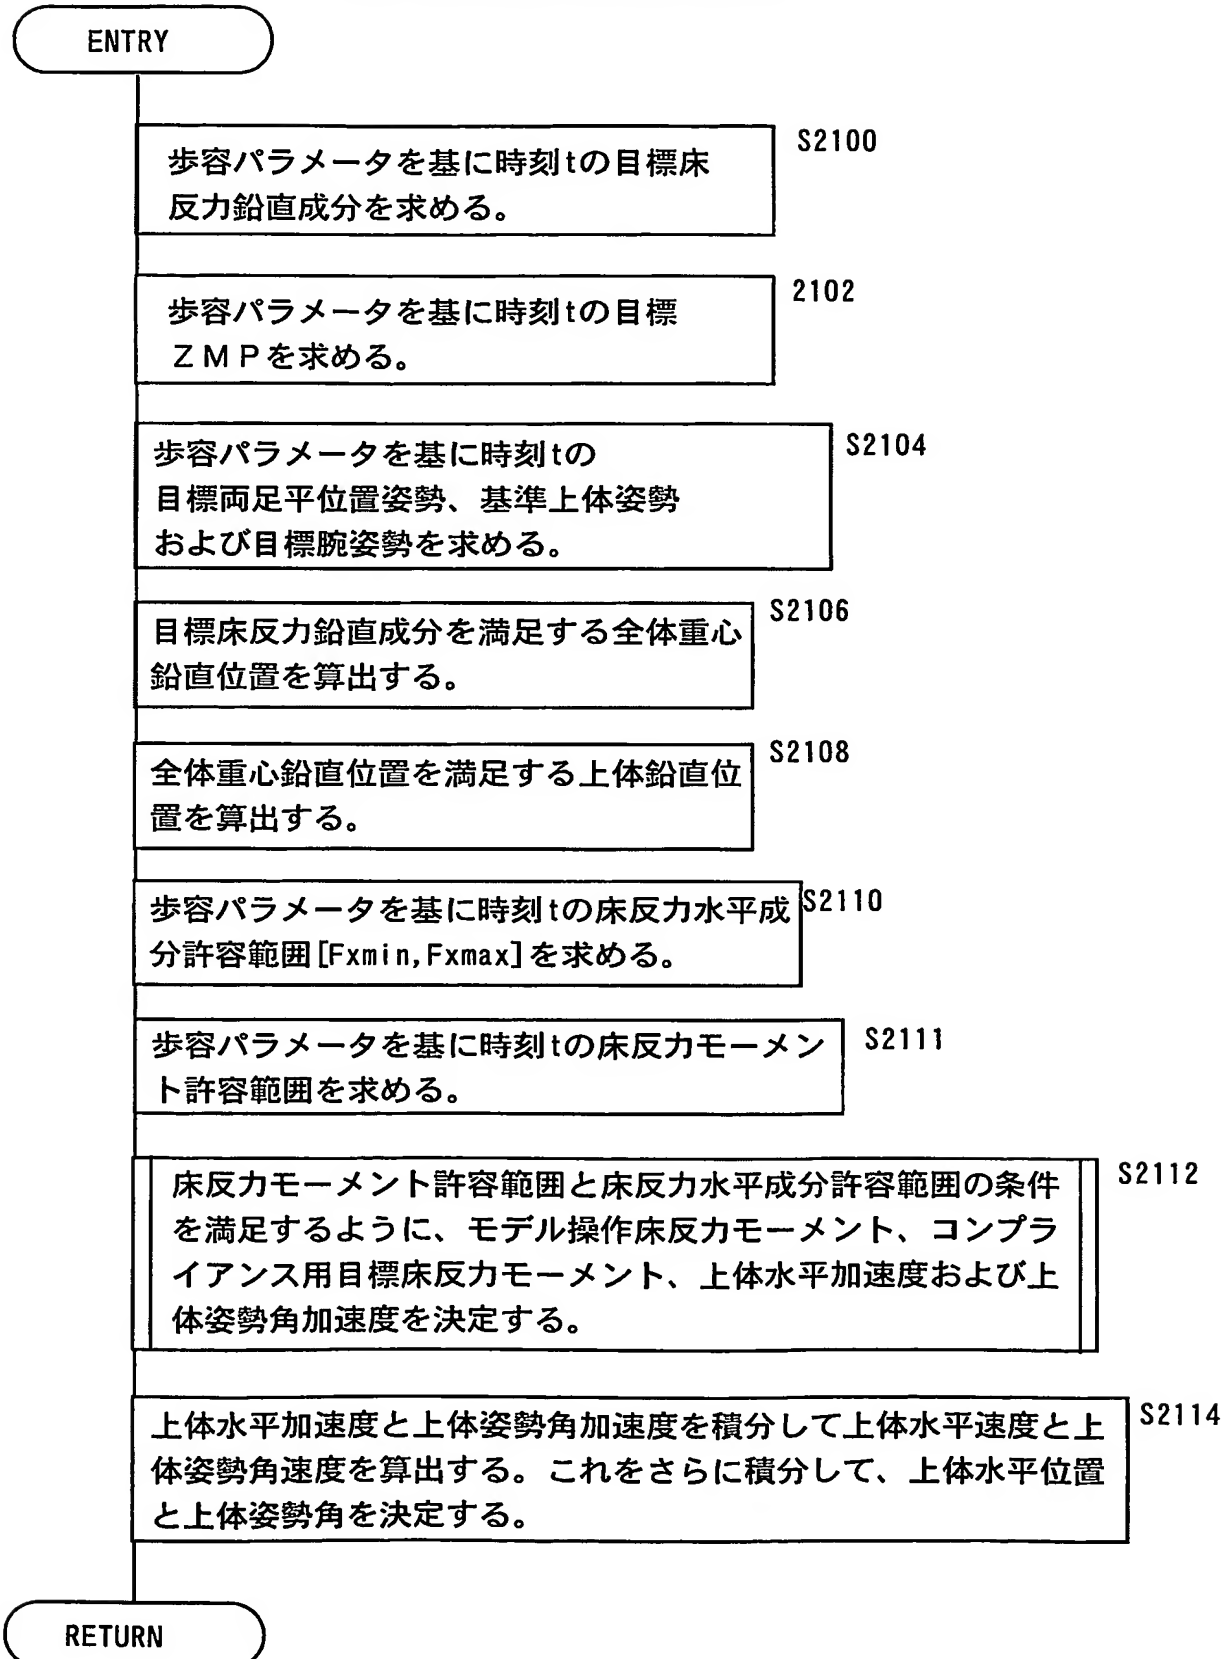 ENTRY
S2100
歩容パラメータを基に時刻tの目標床
反力鉛直成分を求める。
2102
歩容パラメータを基に時刻tの目標
ZMPを求める。
S2104
歩容パラメータを基に時刻tの
目標両足平位置姿勢、基準上体姿勢
および目標腕姿勢を求める。
S2106
目標床反力鉛直成分を満足する全体重心
鉛直位置を算出する。
S2108
全体重心鉛直位置を満足する上体鉛直位
置を算出する。
S2110
歩容パラメータを基に時刻tの床反力水平成
分許容範囲[Fxmin,Fxmax]を求める。
S2111
歩容パラメータを基に時刻tの床反力モーメン
ト許容範囲を求める。
S2112
床反力モーメント許容範囲と床反力水平成分許容範囲の条件
を満足するように、モデル操作床反力モーメント、コンプラ
イアンス用目標床反力モーメント、上体水平加速度および上
体姿勢角加速度を決定する。
S2114
上体水平加速度と上体姿勢角加速度を積分して上体水平速度と上
体姿勢角速度を算出する。これをさらに積分して、上体水平位置
と上体姿勢角を決定する。
RETURN